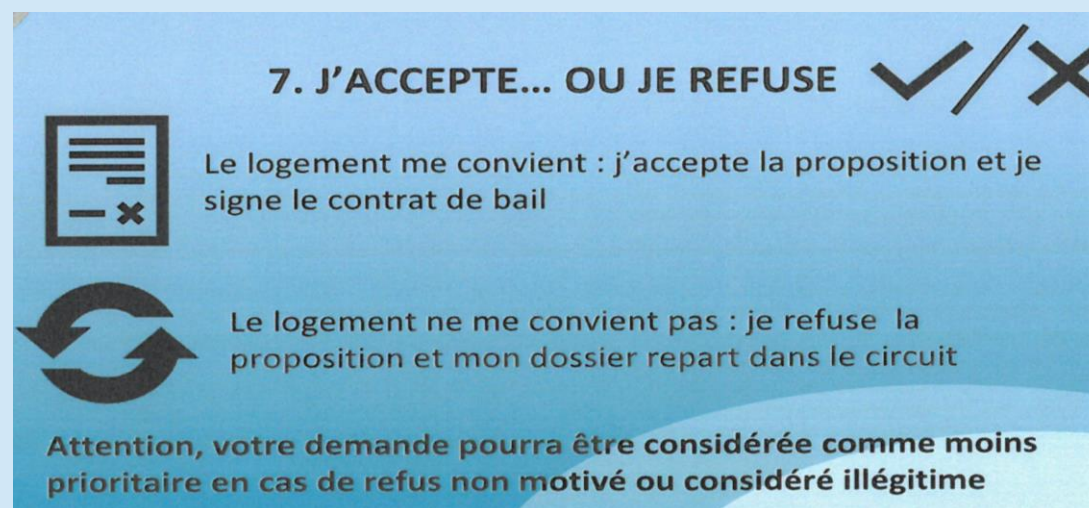 7. J’ACCEPTE... OU JE REFUSE
Le logement me convient : j’accepte la proposition et je
signe le contrat de bail
Le logement ne me convient pas : je refuse la
proposition et mon dossier repart dans le circuit
Attention, votre demande pourra être considérée comme moins
prioritaire en cas de refus non motivé ou considéré illégitime